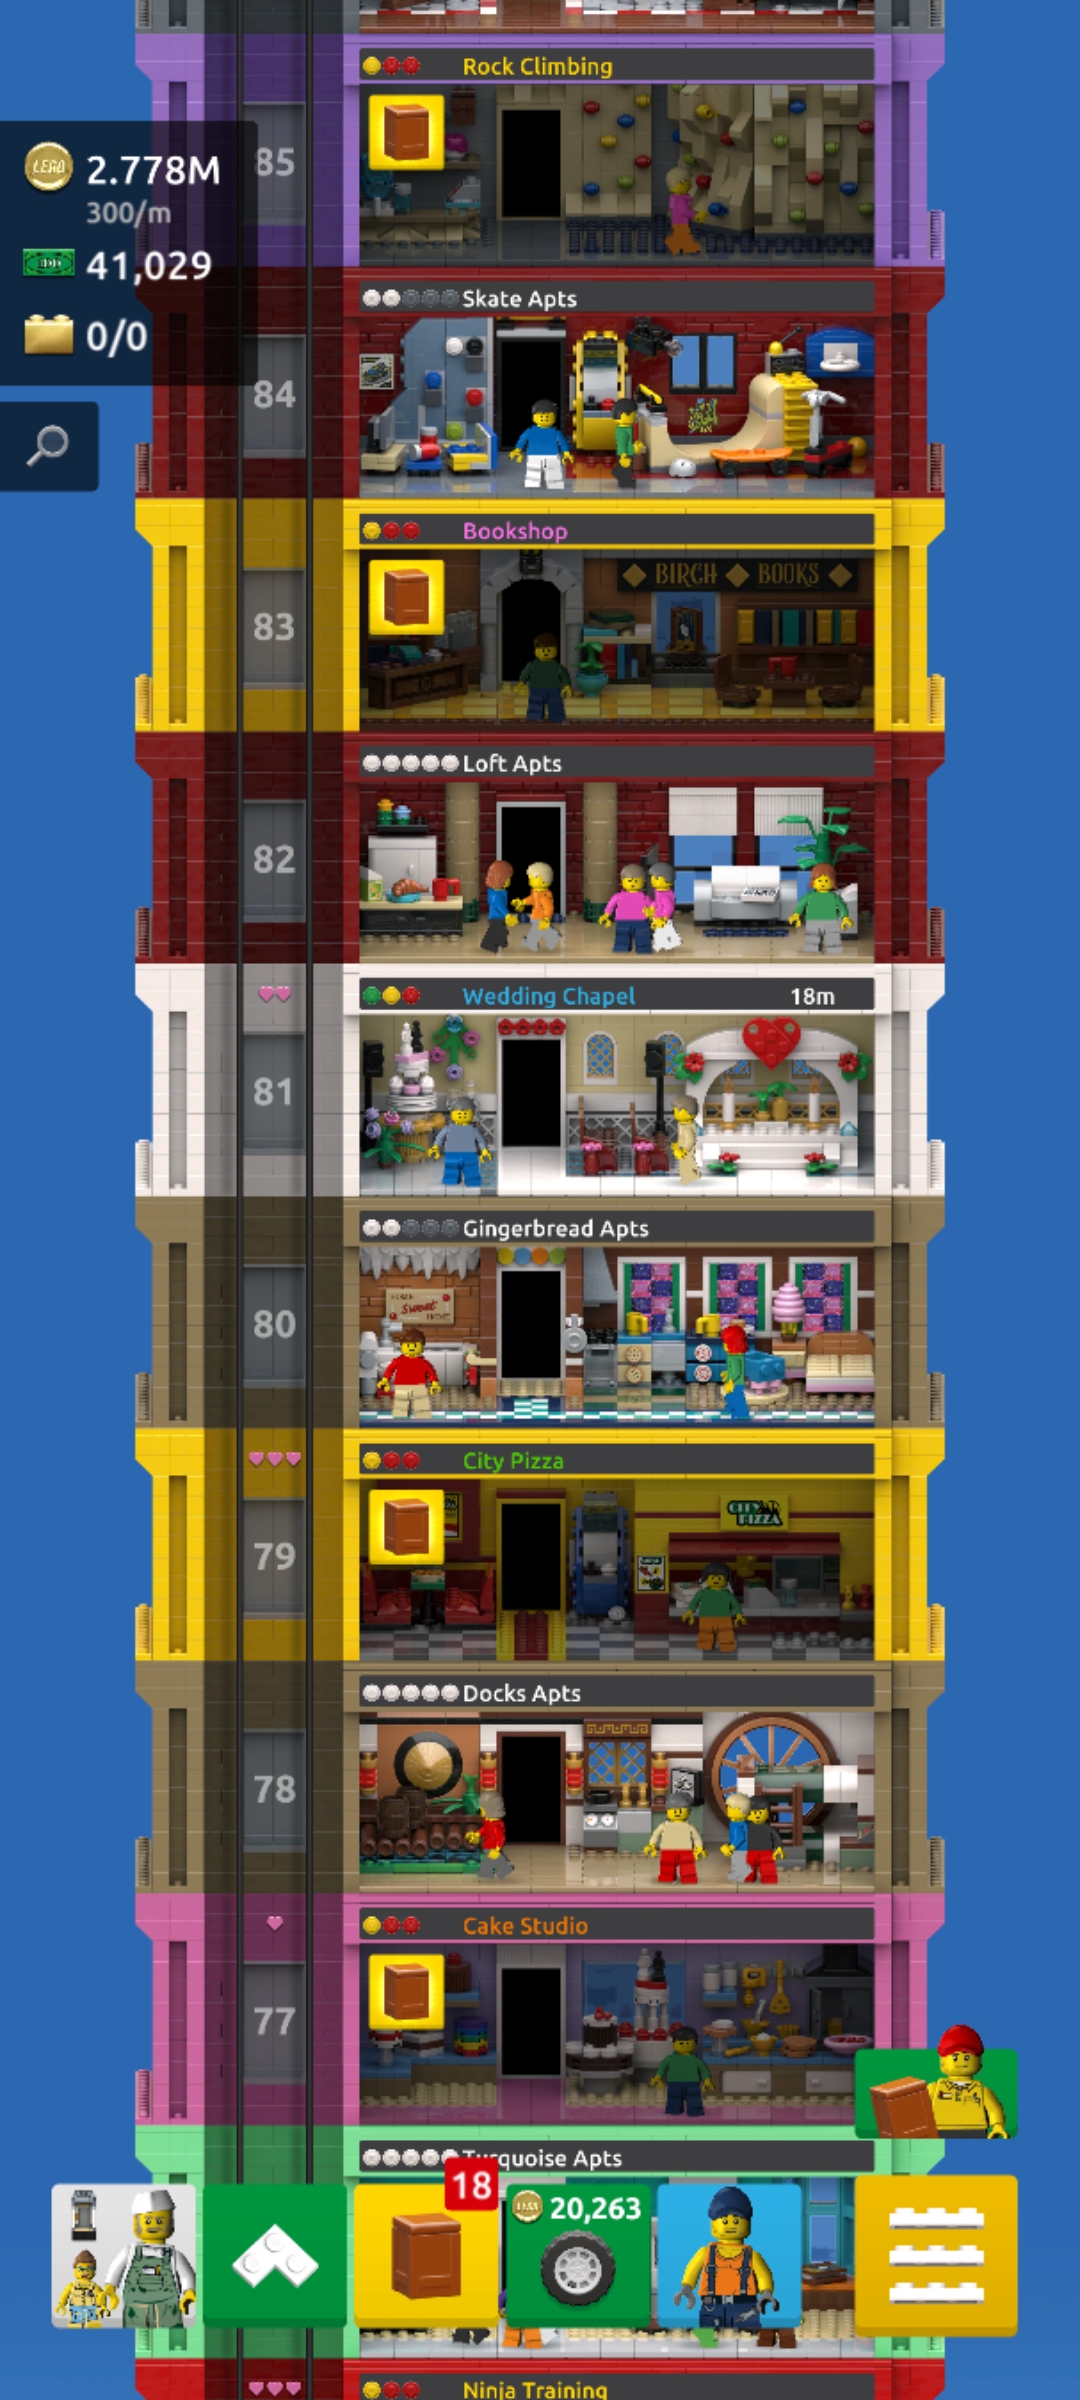 Rock Climbing
85
LEGO
2.778M
300/m
41,029
0/0
Skate Apts
84
Bookshop
BIRCH BOOKS
83
Loft Apts
82
Wedding Chapel 18m
81
Gingerbread Apts
Sweet
80
City Pizza
CITY PIZZA
79
Docks Apts
78
Cake Studio
77
Turquoise Apts
18
20,263
Ninja Training